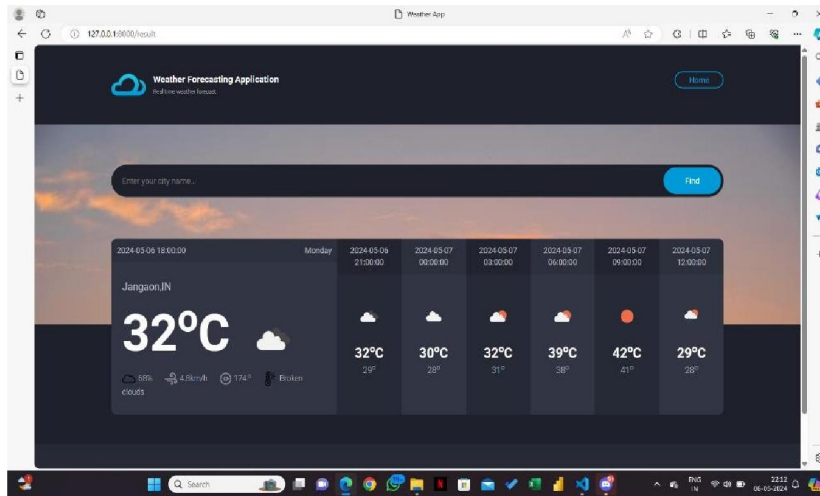 Weather App
127.0.0.1:8000/result
Weather Forecasting Application
Realtime weather forecast
Home
Enter your city name...
Find
2024-05-06 18:00:00 Monday
Jangaon,IN
32°C
68% 4.8km/h 174° Broken
clouds
2024-05-06
21:00:00
32°C
29°
2024-05-07
00:00:00
30°C
28°
2024-05-07
03:00:00
32°C
31°
2024-05-07
06:00:00
39°C
38°
2024-05-07
09:00:00
42°C
41°
2024-05-07
12:00:00
29°C
28°
Search
ENG
IN
22:12
06-05-2024